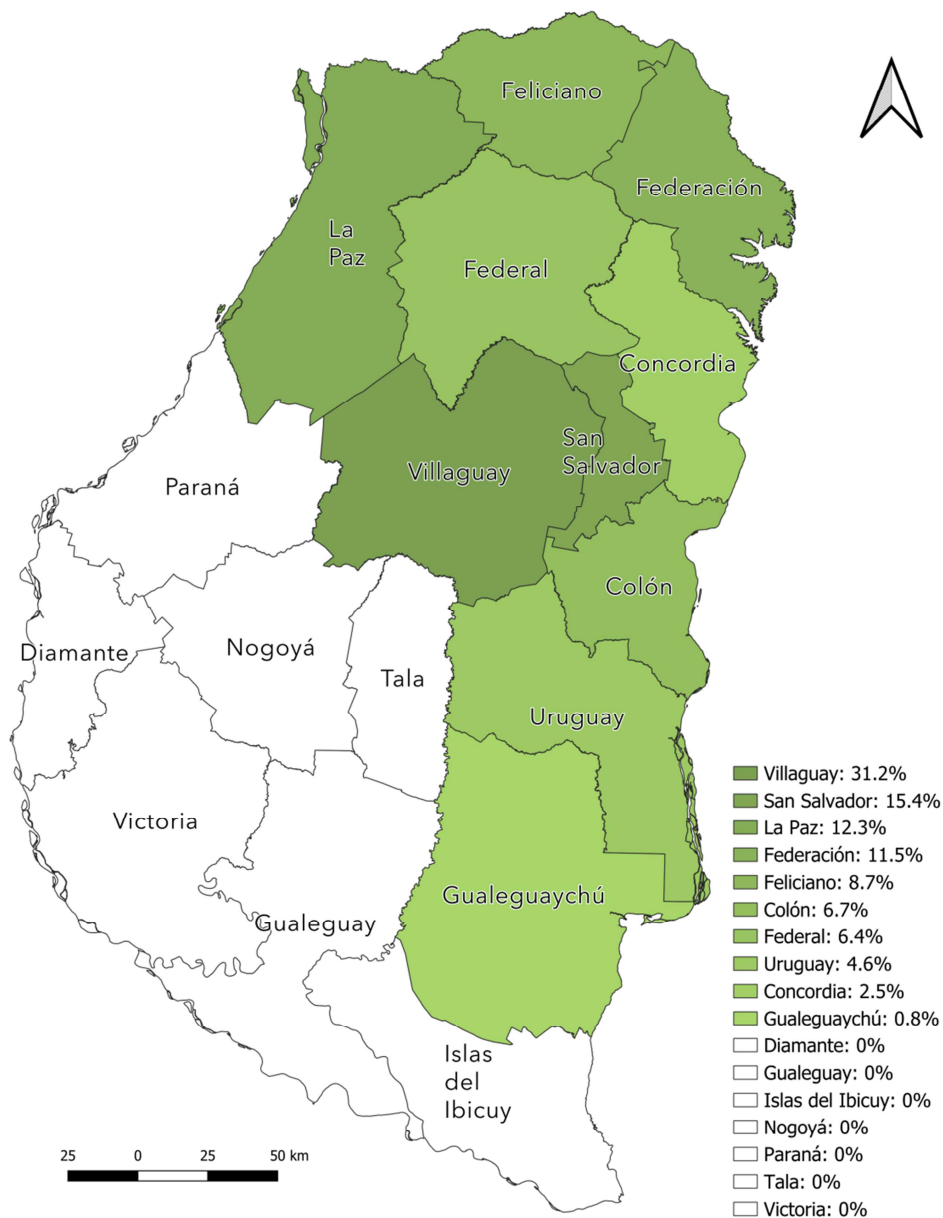 Feliciano
Federación
La
Paz
Federal
Concordia
San
Salvador
Villaguay
Paraná
Colón
Nogoyá
Diamante
Tala
Uruguay
Victoria
Gualeguaychú
Gualeguay
Islas
del
Ibicuy
Villaguay: 31.2%
San Salvador: 15.4%
La Paz: 12.3%
Federación: 11.5%
Feliciano: 8.7%
Colón: 6.7%
Federal: 6.4%
Uruguay: 4.6%
Concordia: 2.5%
Gualeguaychú: 0.8%
Diamante: 0%
Gualeguay: 0%
Islas del Ibicuy: 0%
Nogoyá: 0%
Paraná: 0%
Tala: 0%
Victoria: 0%
25 0 25 50 km